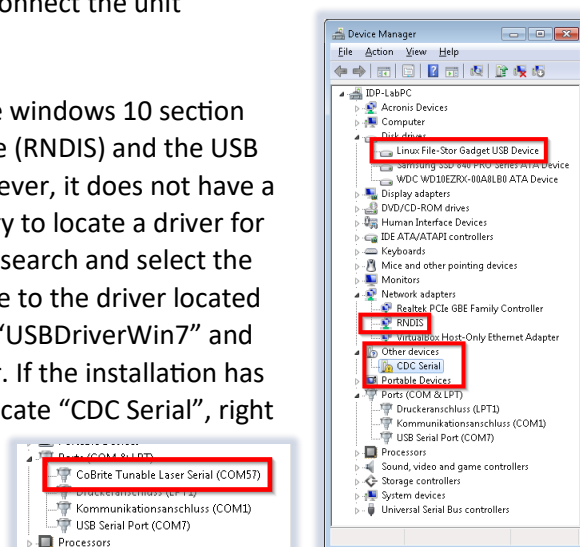 onnect the unit
e windows 10 section
e (RNDIS) and the USB
ever, it does not have a
ry to locate a driver for
search and select the
e to the driver located
“USBDriverWin7” and
r. If the installation has
cate “CDC Serial”, right
Ports (COM & LPT)
CoBrite Tunable Laser Serial (COM57)
Druckeranschluss (LPT1)
Kommunikationsanschluss (COM1)
USB Serial Port (COM7)
Processors
Device Manager
File Action View Help
IDP-LabPC
Acronis Devices
Computer
Disk drives
Linux File-Stor Gadget USB Device
Samsung SSD 840 PRO Series ATA Device
WDC WD10EZRX-00A8LB0 ATA Device
Display adapters
DVD/CD-ROM drives
Human Interface Devices
IDE ATA/ATAPI controllers
Keyboards
Mice and other pointing devices
Monitors
Network adapters
Realtek PCIe GBE Family Controller
RNDIS
VirtualBox Host-Only Ethernet Adapter
Other devices
CDC Serial
Portable Devices
Ports (COM & LPT)
Druckeranschluss (LPT1)
Kommunikationsanschluss (COM1)
USB Serial Port (COM7)
Processors
Sound, video and game controllers
Storage controllers
System devices
Universal Serial Bus controllers